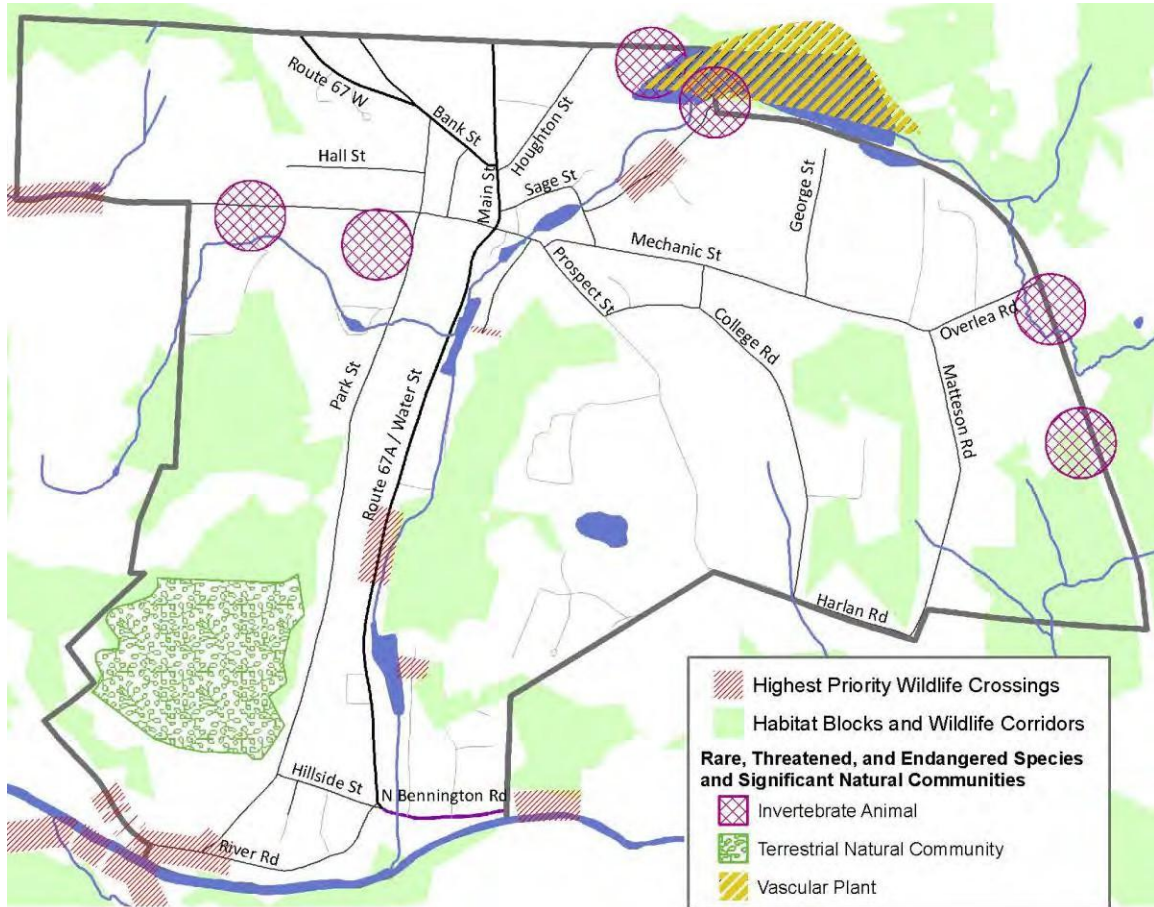 Route 67 W
Bank St
Houghton St
Hall St
Main St
Sage St
George St
Mechanic St
Prospect St
Overlea Rd
College Rd
Park St
Route 67A / Water St
Matteson Rd
Harlan Rd
Hillside St
N Bennington Rd
River Rd
Highest Priority Wildlife Crossings
Habitat Blocks and Wildlife Corridors
Rare, Threatened, and Endangered Species
and Significant Natural Communities
Invertebrate Animal
Terrestrial Natural Community
Vascular Plant